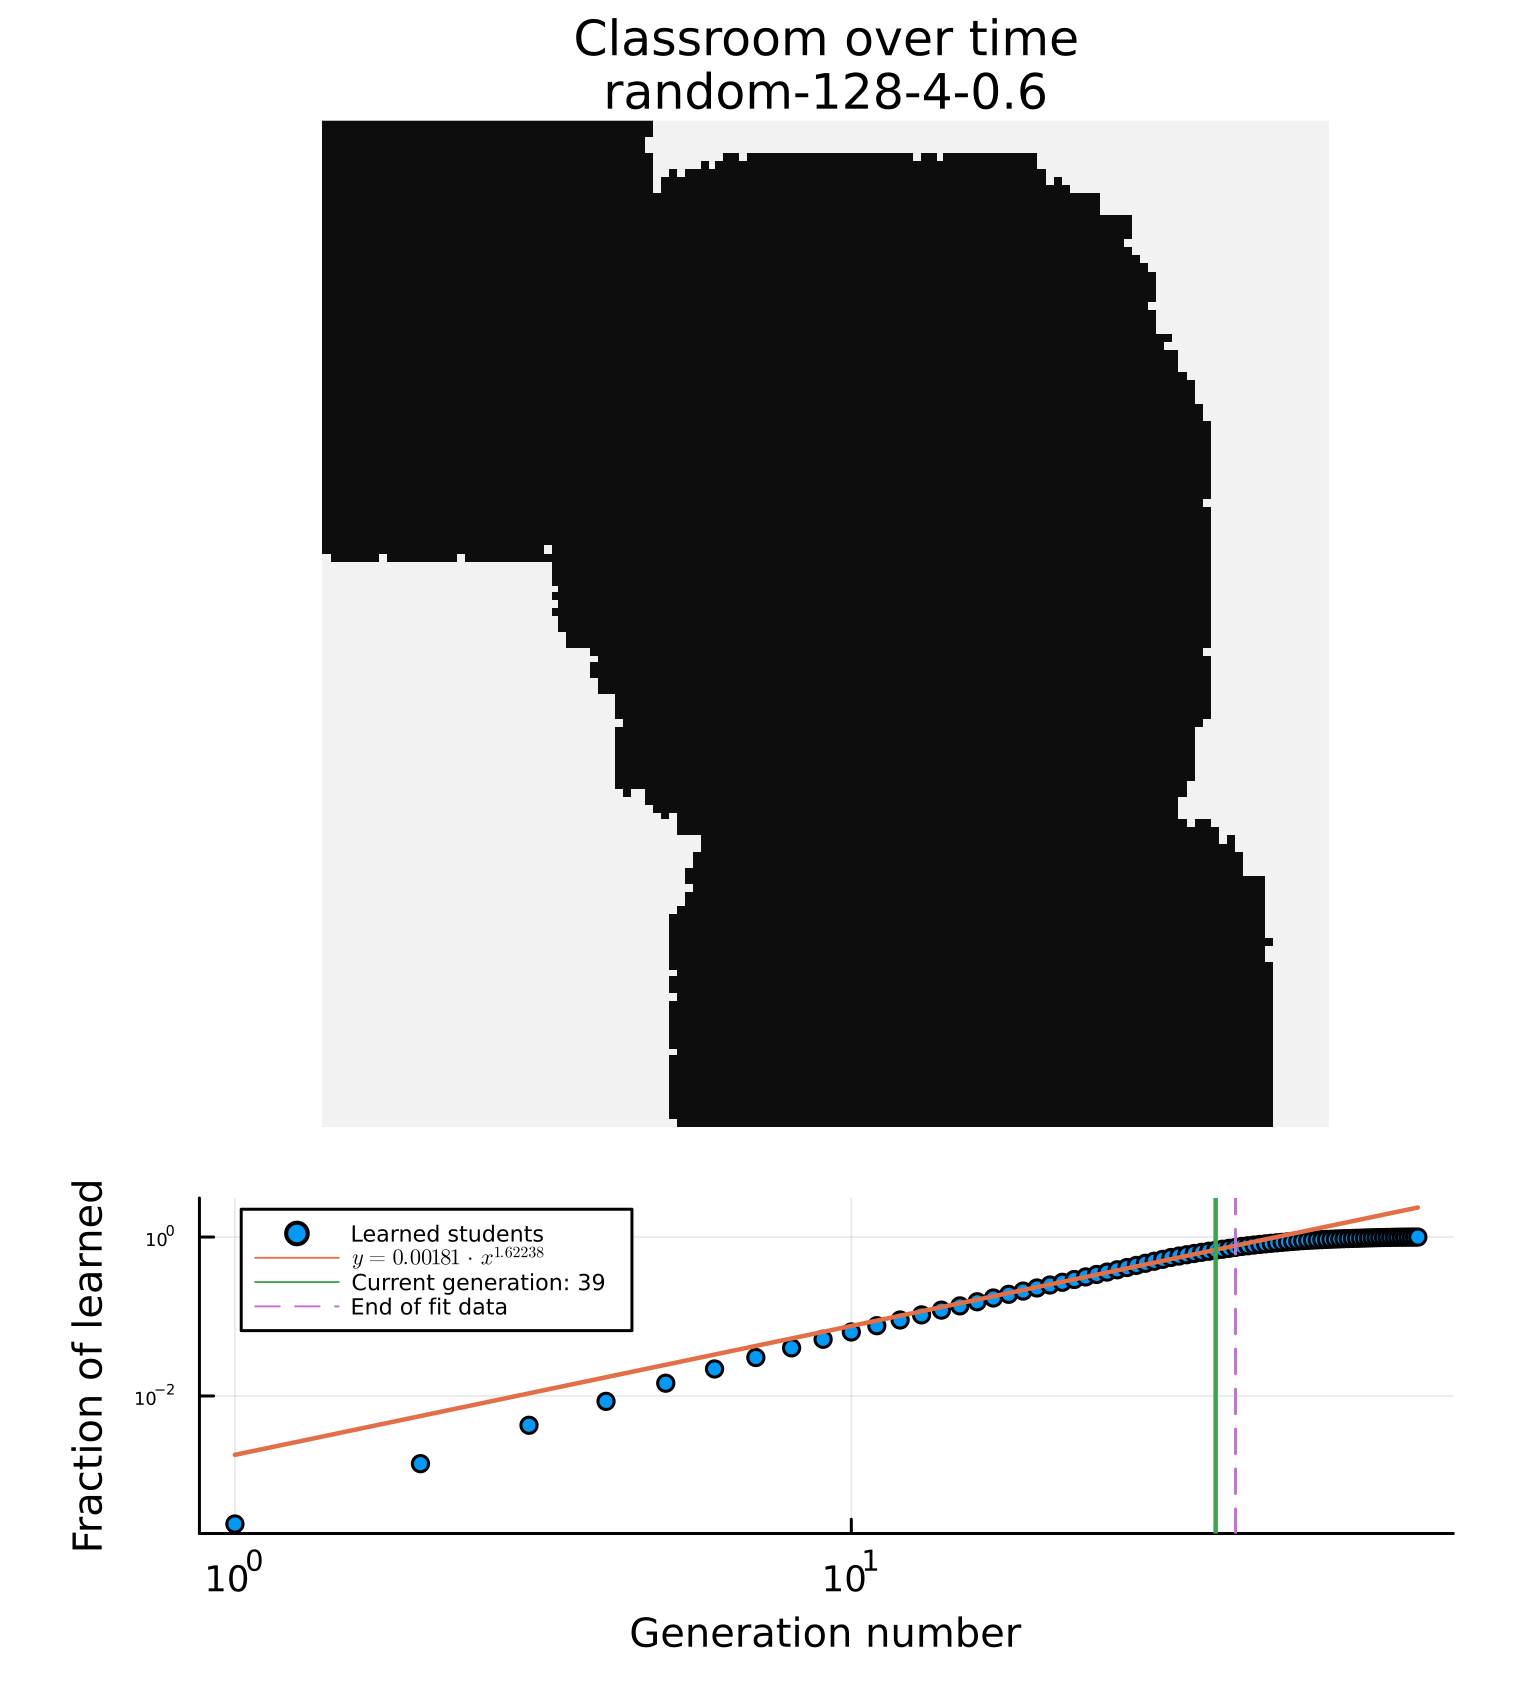 Classroom over time
random-128-4-0.6
Fraction of learned
10^0
10^-2
Learned students
y = 0.00181 · x^1.62238
Current generation: 39
End of fit data
10^0
10^1
Generation number